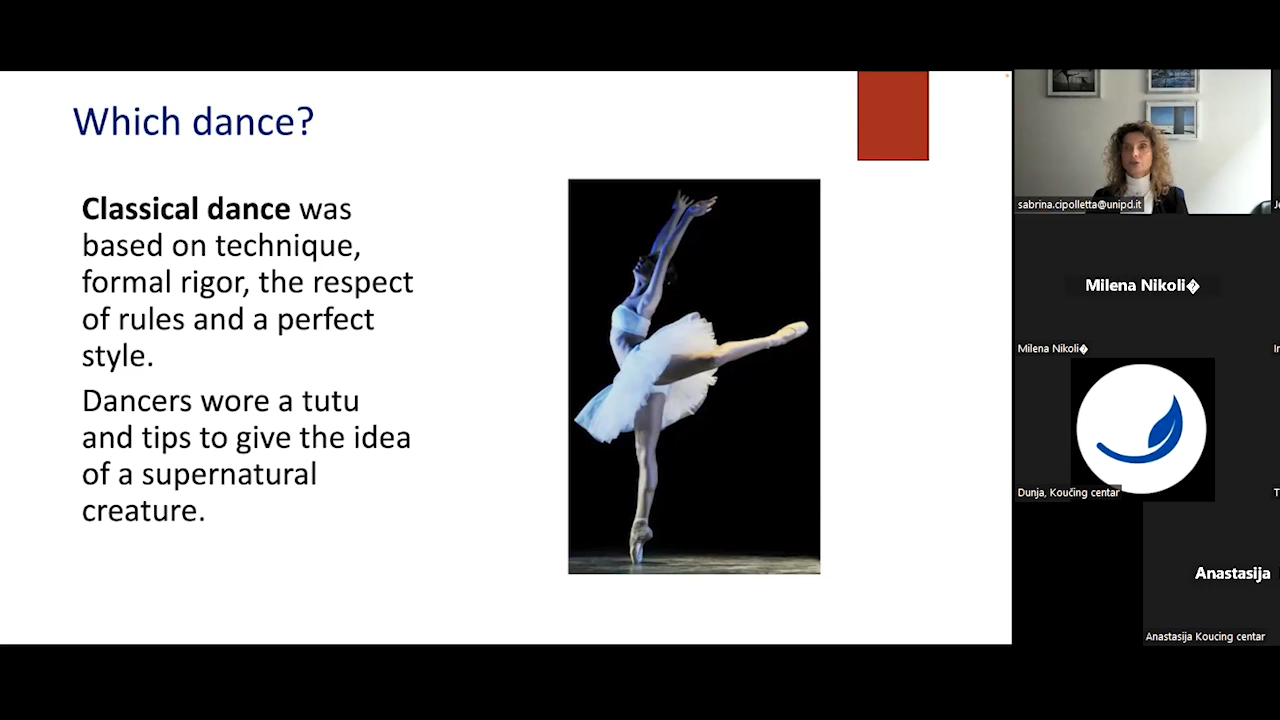 Which dance?
Classical dance was
based on technique,
formal rigor, the respect
of rules and a perfect
style.
Dancers wore a tutu
and tips to give the idea
of a supernatural
creature.
sabrina.cipolletta@unipd.it
Milena Nikoli�
Milena Nikoli�
Dunja, Koučing centar
Anastasija
Anastasija Koucing centar